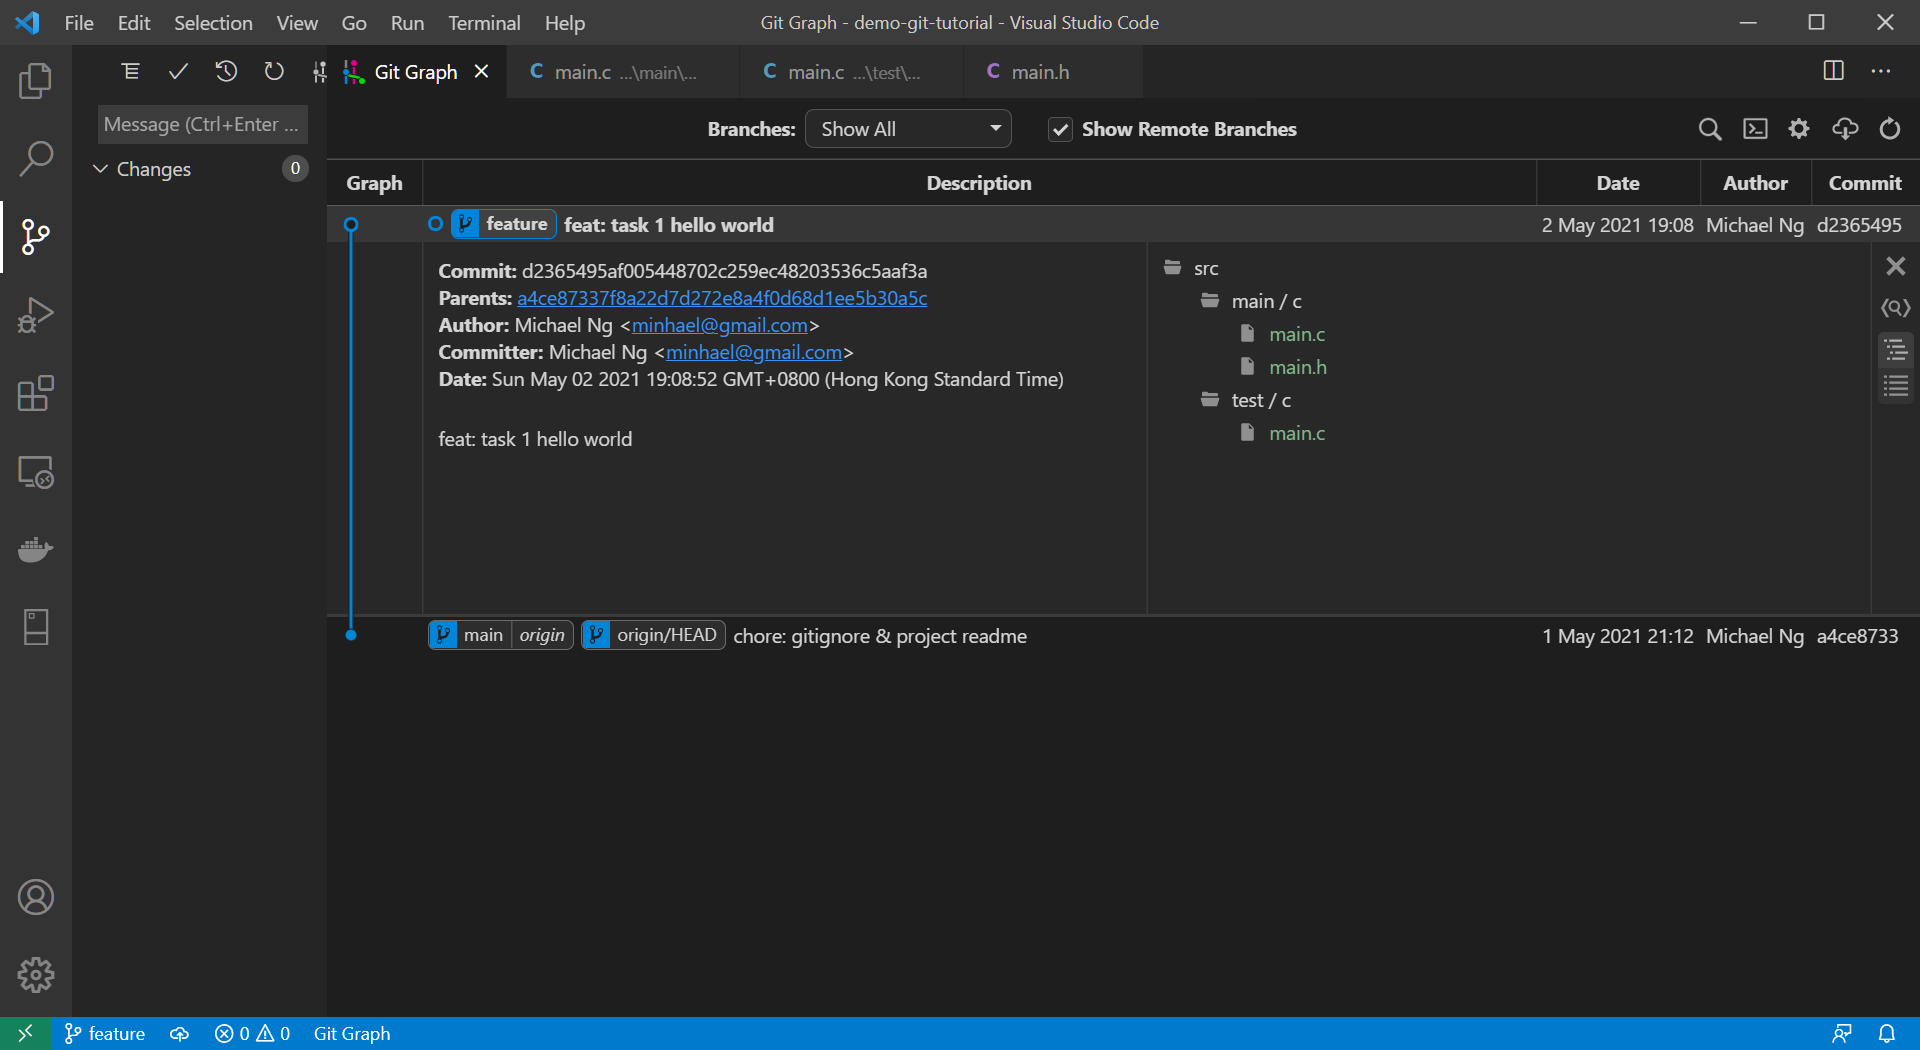 File Edit Selection View Go Run Terminal Help Git Graph - demo-git-tutorial - Visual Studio Code
Git Graph C main.c ...\main\... C main.c ...\test\... C main.h
Message (Ctrl+Enter ...
Branches: Show All Show Remote Branches
Changes 0
Graph Description Date Author Commit
feature feat: task 1 hello world 2 May 2021 19:08 Michael Ng d2365495
Commit: d2365495af005448702c259ec48203536c5aaf3a
Parents: a4ce87337f8a22d7d272e8a4f0d68d1ee5b30a5c
Author: Michael Ng <minhael@gmail.com>
Committer: Michael Ng <minhael@gmail.com>
Date: Sun May 02 2021 19:08:52 GMT+0800 (Hong Kong Standard Time)
feat: task 1 hello world
src
main / c
main.c
main.h
test / c
main.c
main origin origin/HEAD chore: gitignore & project readme 1 May 2021 21:12 Michael Ng a4ce8733
feature 0 0 Git Graph